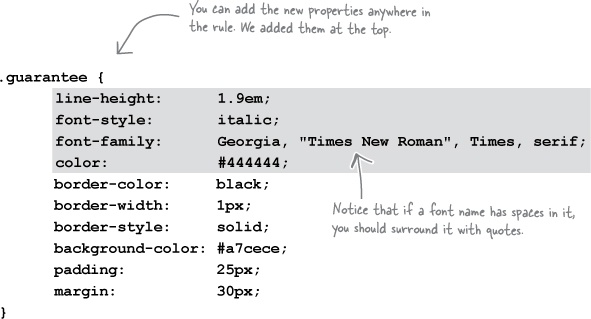 You can add the new properties anywhere in
the rule. We added them at the top.
.guarantee {
line-height: 1.9em;
font-style: italic;
font-family: Georgia, "Times New Roman", Times, serif;
color: #444444;
border-color: black;
border-width: 1px;
border-style: solid;
background-color: #a7cece;
padding: 25px;
margin: 30px;
}
Notice that if a font name has spaces in it,
you should surround it with quotes.